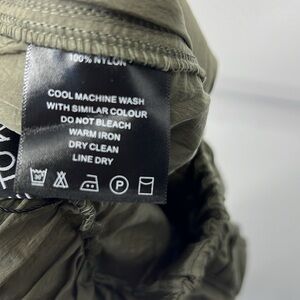 100% NYLON
COOL MACHINE WASH
WITH SIMILAR COLOUR
DO NOT BLEACH
WARM IRON
DRY CLEAN
LINE DRY
P